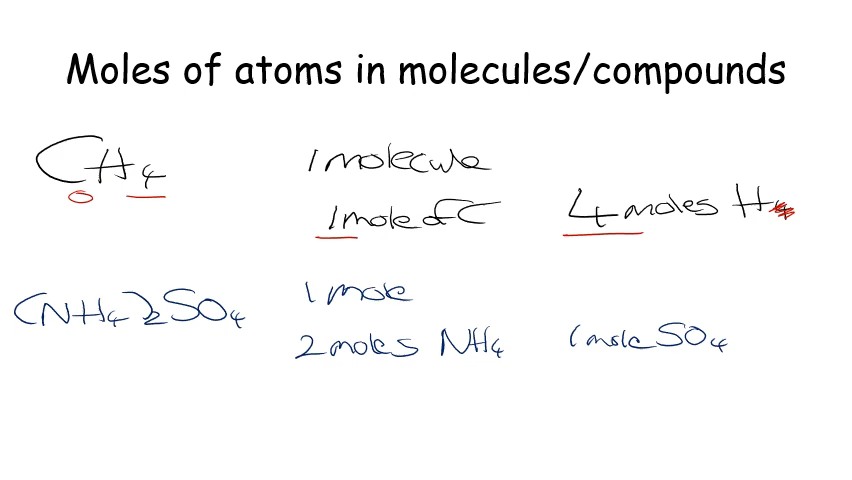 Moles of atoms in molecules/compounds
CH₄ 1 molecule
1 mole of C 4 moles H
(NH₄)₂SO₄ 1 mole
2 moles NH₄ 1 mole SO₄